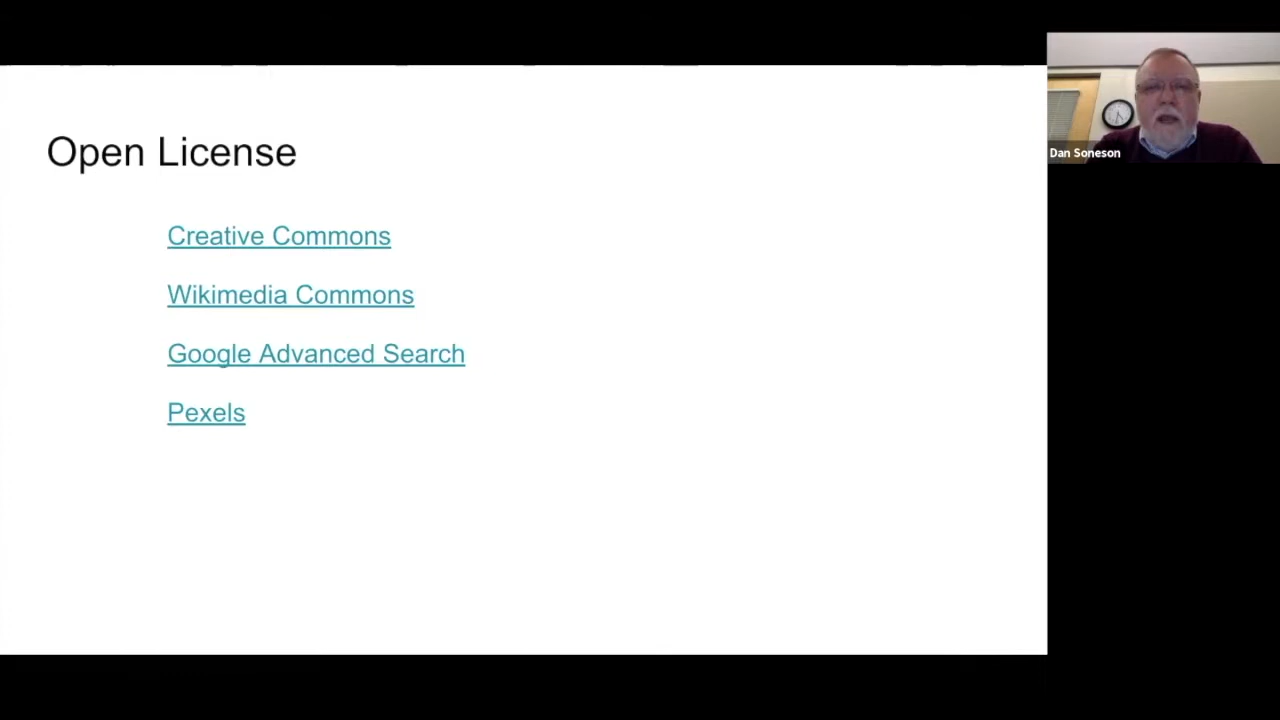 Open License
Creative Commons
Wikimedia Commons
Google Advanced Search
Pexels
Dan Soneson